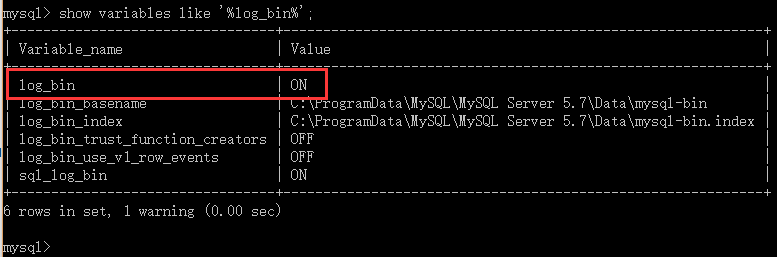 mysql> show variables like '%log_bin%';
+---------------------------------+---------------------------------------------------------------+
| Variable_name | Value |
+---------------------------------+---------------------------------------------------------------+
| log_bin | ON |
| log_bin_basename | C:\ProgramData\MySQL\MySQL Server 5.7\Data\mysql-bin |
| log_bin_index | C:\ProgramData\MySQL\MySQL Server 5.7\Data\mysql-bin.index |
| log_bin_trust_function_creators | OFF |
| log_bin_use_v1_row_events | OFF |
| sql_log_bin | ON |
+---------------------------------+---------------------------------------------------------------+
6 rows in set, 1 warning (0.00 sec)
mysql>